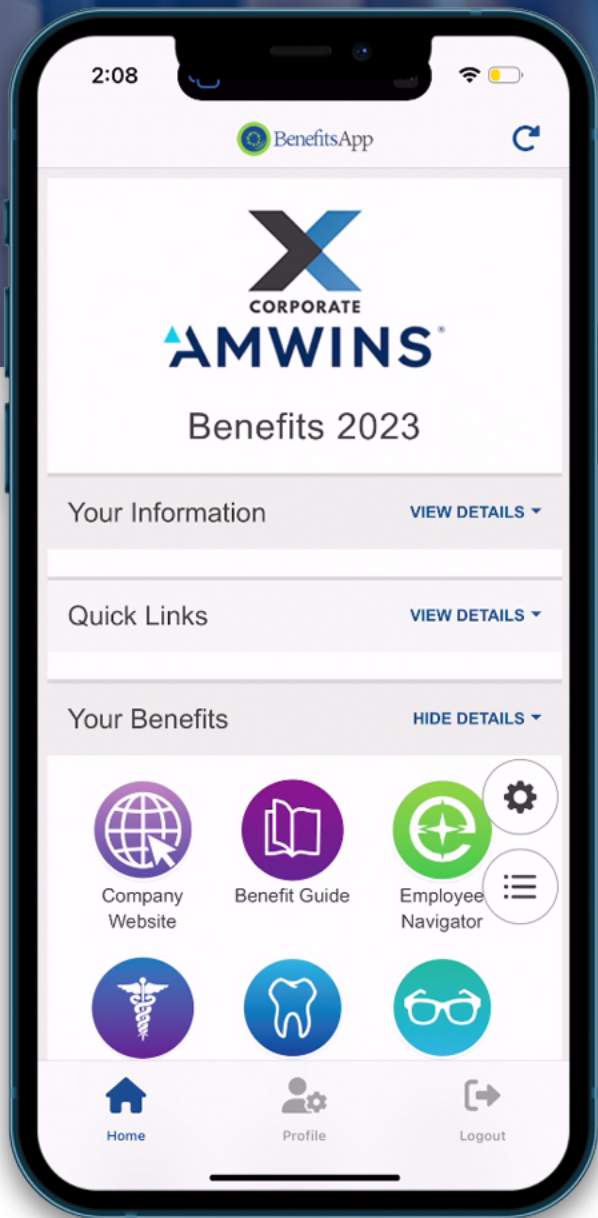 2:08
BenefitsApp
CORPORATE
AMWINS®
Benefits 2023
Your Information VIEW DETAILS
Quick Links VIEW DETAILS
Your Benefits HIDE DETAILS
Company Website
Benefit Guide
Employee Navigator
Home Profile Logout